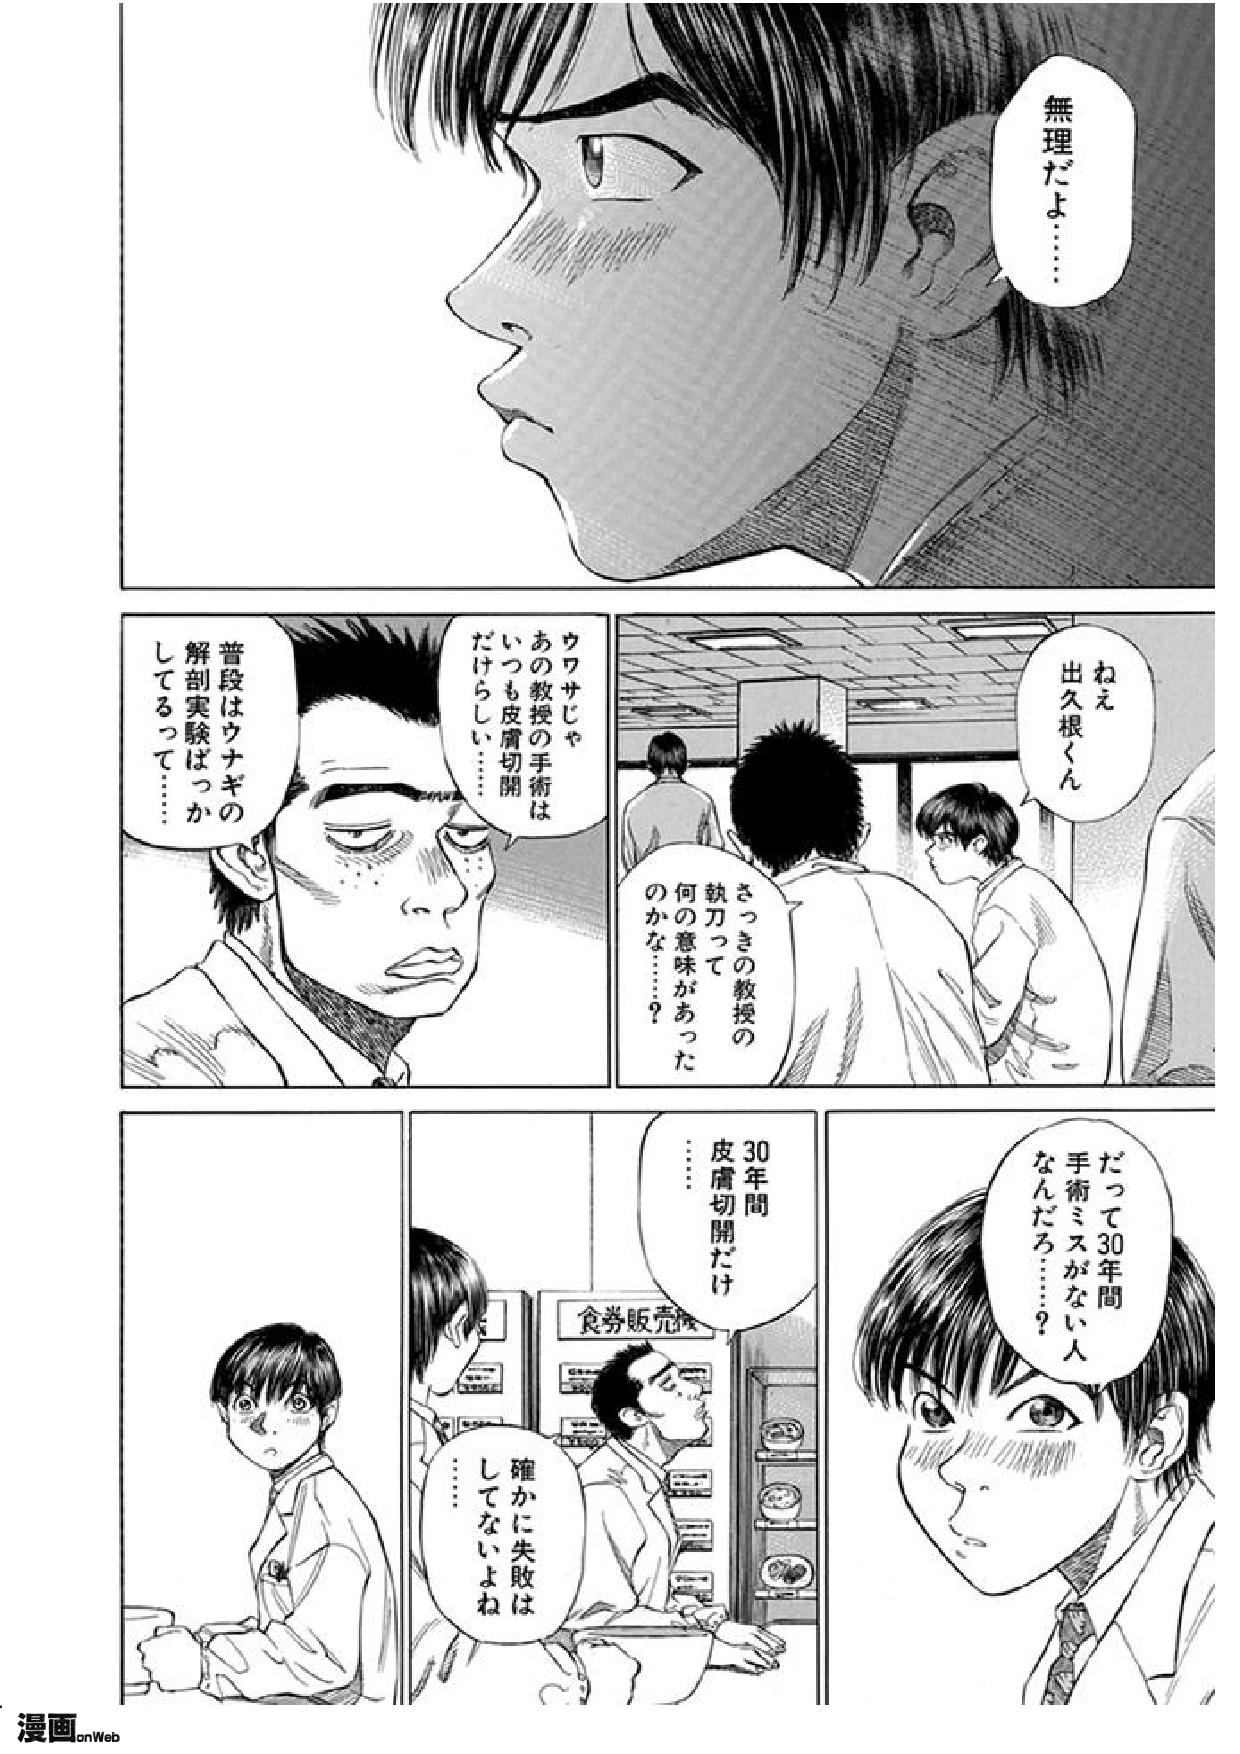 無理だよ……
ねえ
出久根くん
さっきの教授の
執刀って
何の意味があった
のかな……?
ウワサじゃ
あの教授の手術は
いつも皮膚切開
だけらしい……
普段はウナギの
解剖実験ばっか
してるって……
だって30年間
手術ミスがない人
なんだろ……?
30年間
皮膚切開だけ
……
食券販売機
確かに失敗は
してないよね
……
漫画onWeb